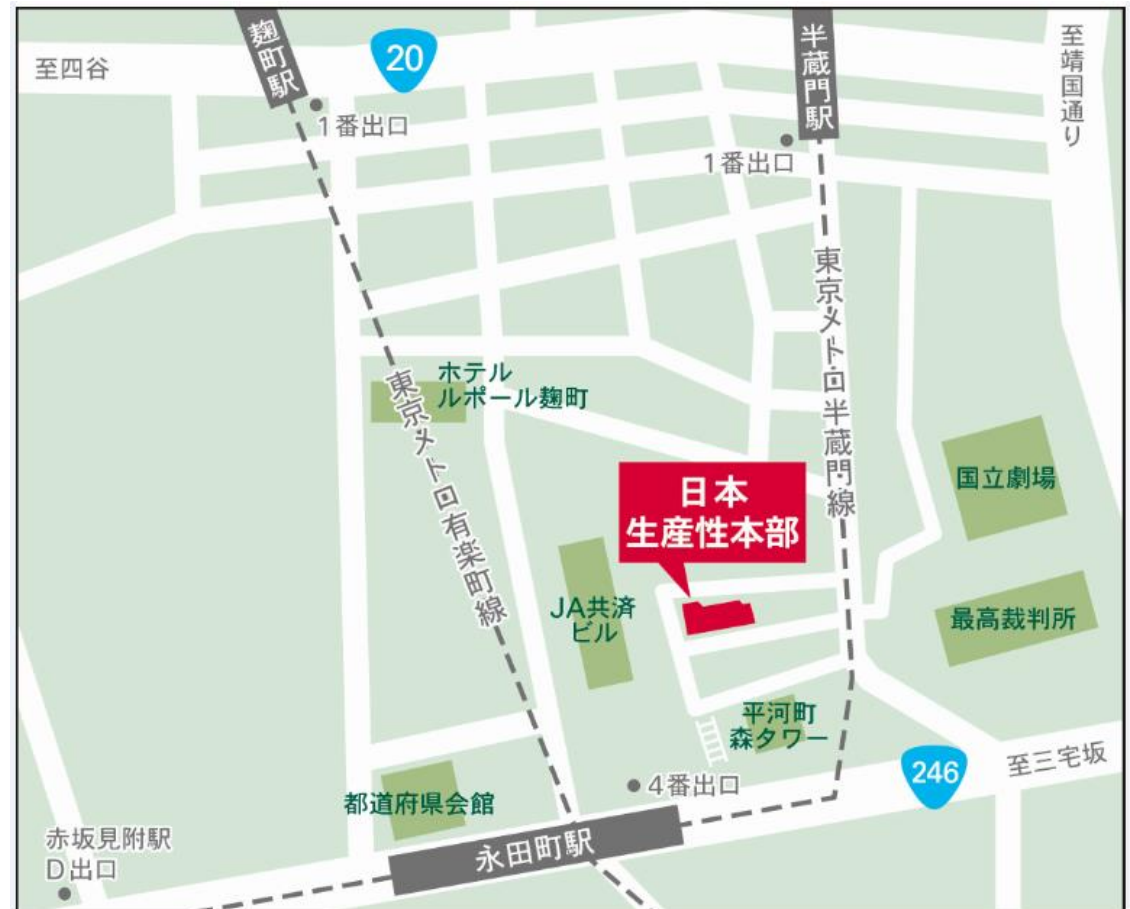 至四谷
麹町駅
20
1番出口
半蔵門駅
1番出口
至靖国通り
東京メトロ半蔵門線
ホテル
ルポール麹町
東京メトロ有楽町線
国立劇場
日本
生産性本部
JA共済
ビル
最高裁判所
平河町
森タワー
246
至三宅坂
4番出口
都道府県会館
永田町駅
赤坂見附駅
D出口